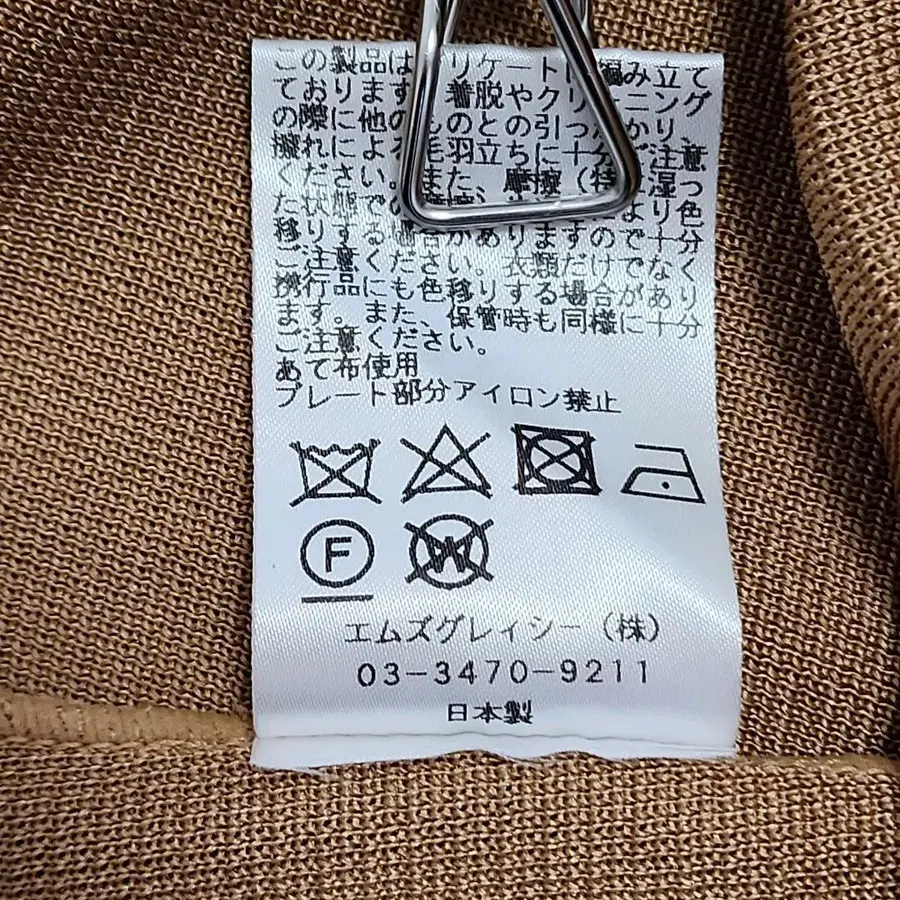 この製品は リケート 編み立て
ております 着脱やク ニング
の際に他の ものとの引っ かり、
擦れによる毛羽立ちに十分 注意
ください。また、摩擦（特 湿っ
た状態での より色
移りする場合がありますので十分
ご注意ください。衣類だけでなく
携行品にも色移りする場合があり
ます。また、保管時も同様に十分
ご注意ください。
あて布使用
プレート部分アイロン禁止
F W
エムズグレイシー（株）
03-3470-9211
日本製